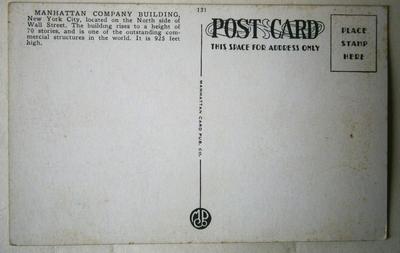 MANHATTAN COMPANY BUILDING,
New York City, located on the North side of
Wall Street. The building rises to a height of
70 stories, and is one of the outstanding com-
mercial structures in the world. It is 925 feet
high.
131
POST CARD
THIS SPACE FOR ADDRESS ONLY
PLACE
STAMP
HERE
MANHATTAN CARD PUB. CO.